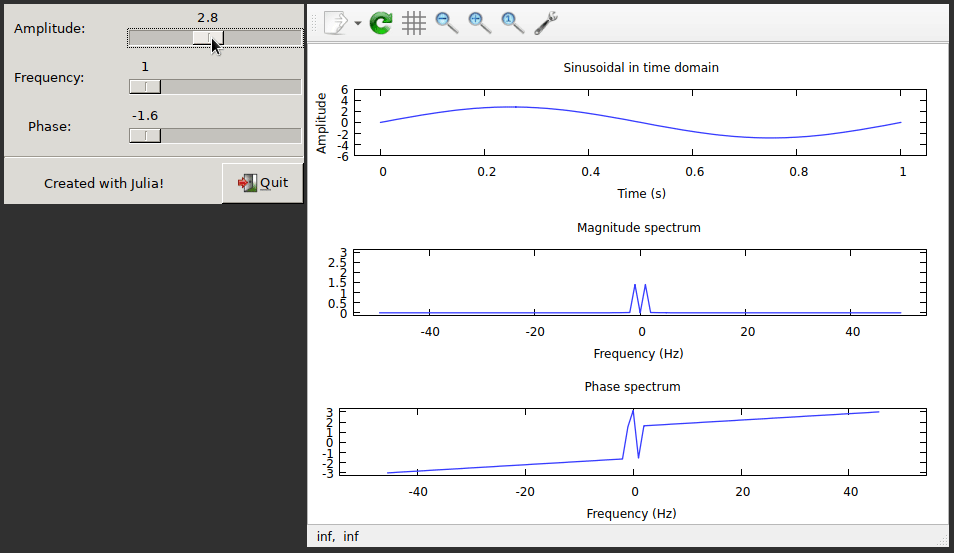 2.8
Amplitude:
1
Frequency:
-1.6
Phase:
Created with Julia!
Quit
Sinusoidal in time domain
6
4
2
0
-2
-4
-6
Amplitude
0 0.2 0.4 0.6 0.8 1
Time (s)
Magnitude spectrum
3
2.5
2
1.5
1
0.5
0
-40 -20 0 20 40
Frequency (Hz)
Phase spectrum
3
2
1
0
-1
-2
-3
-40 -20 0 20 40
Frequency (Hz)
inf, inf